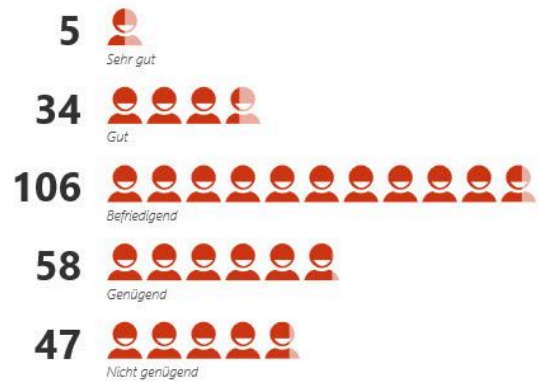 5
Sehr gut
34
Gut
106
Befriedigend
58
Genügend
47
Nicht genügend